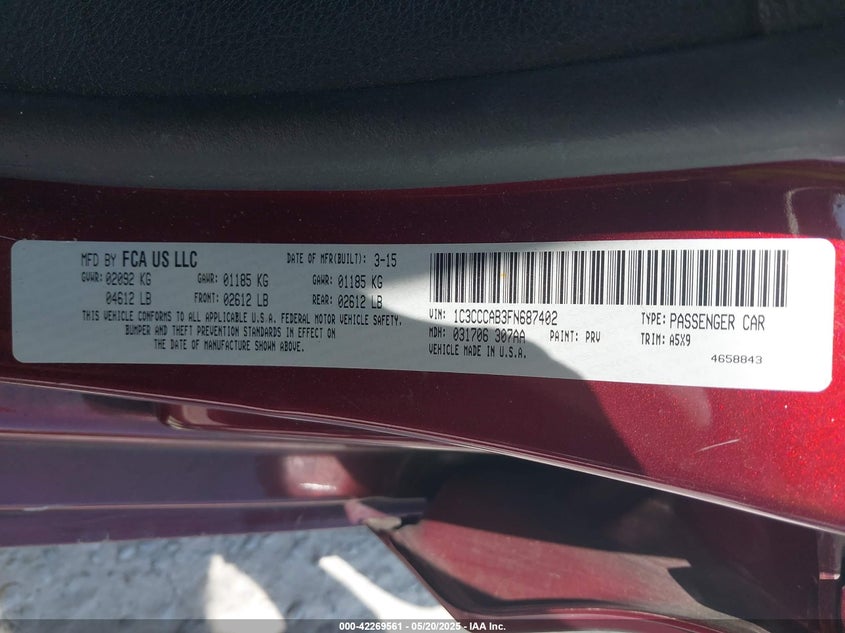 MFD BY FCA US LLC DATE OF MFR(BUILT): 3-15
GVWR: 02092 KG GAWR: 01185 KG GAWR: 01185 KG
04612 LB FRONT: 02612 LB REAR: 02612 LB
THIS VEHICLE CONFORMS TO ALL APPLICABLE U.S.A. FEDERAL MOTOR VEHICLE SAFETY,
BUMPER AND THEFT PREVENTION STANDARDS IN EFFECT ON
THE DATE OF MANUFACTURE SHOWN ABOVE.
VIN: 1C3CCCAB3FN687402 TYPE: PASSENGER CAR
MDH: 031706 307AA PAINT: PRV TRIM: A5X9
VEHICLE MADE IN U.S.A.
4658843
000-42269561 - 05/20/2025 - IAA Inc.